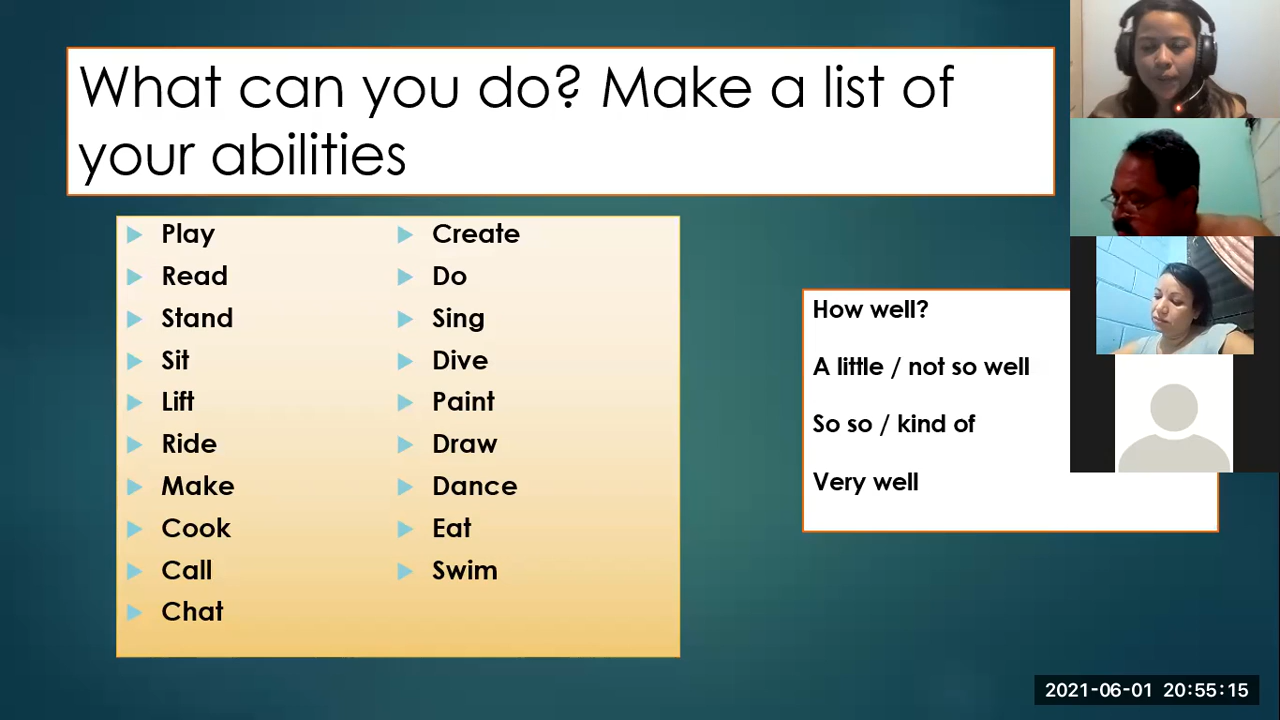 What can you do? Make a list of
your abilities
Play
Read
Stand
Sit
Lift
Ride
Make
Cook
Call
Chat
Create
Do
Sing
Dive
Paint
Draw
Dance
Eat
Swim
How well?
A little / not so well
So so / kind of
Very well
2021-06-01 20:55:15